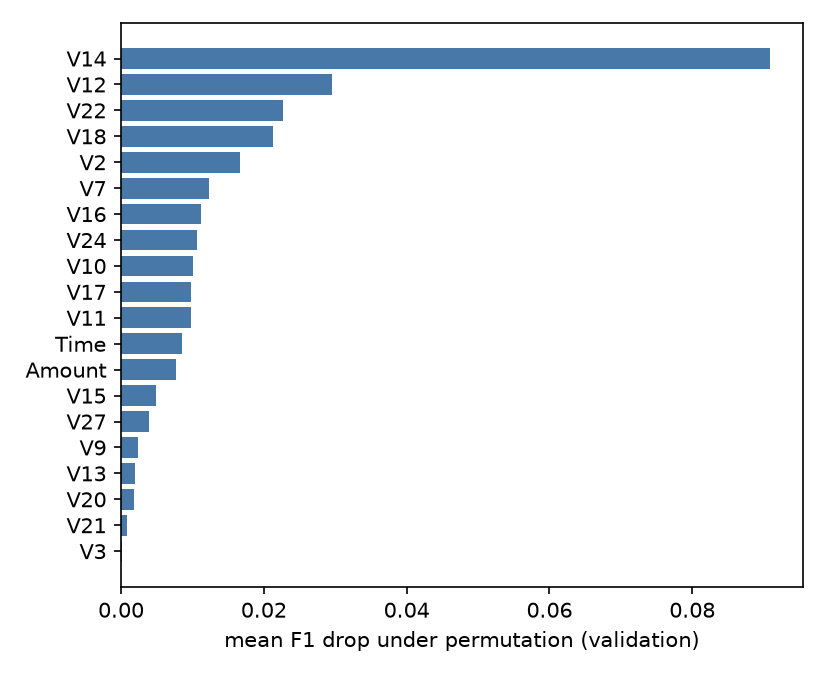 V14
V12
V22
V18
V2
V7
V16
V24
V10
V17
V11
Time
Amount
V15
V27
V9
V13
V20
V21
V3
0.00 0.02 0.04 0.06 0.08
mean F1 drop under permutation (validation)